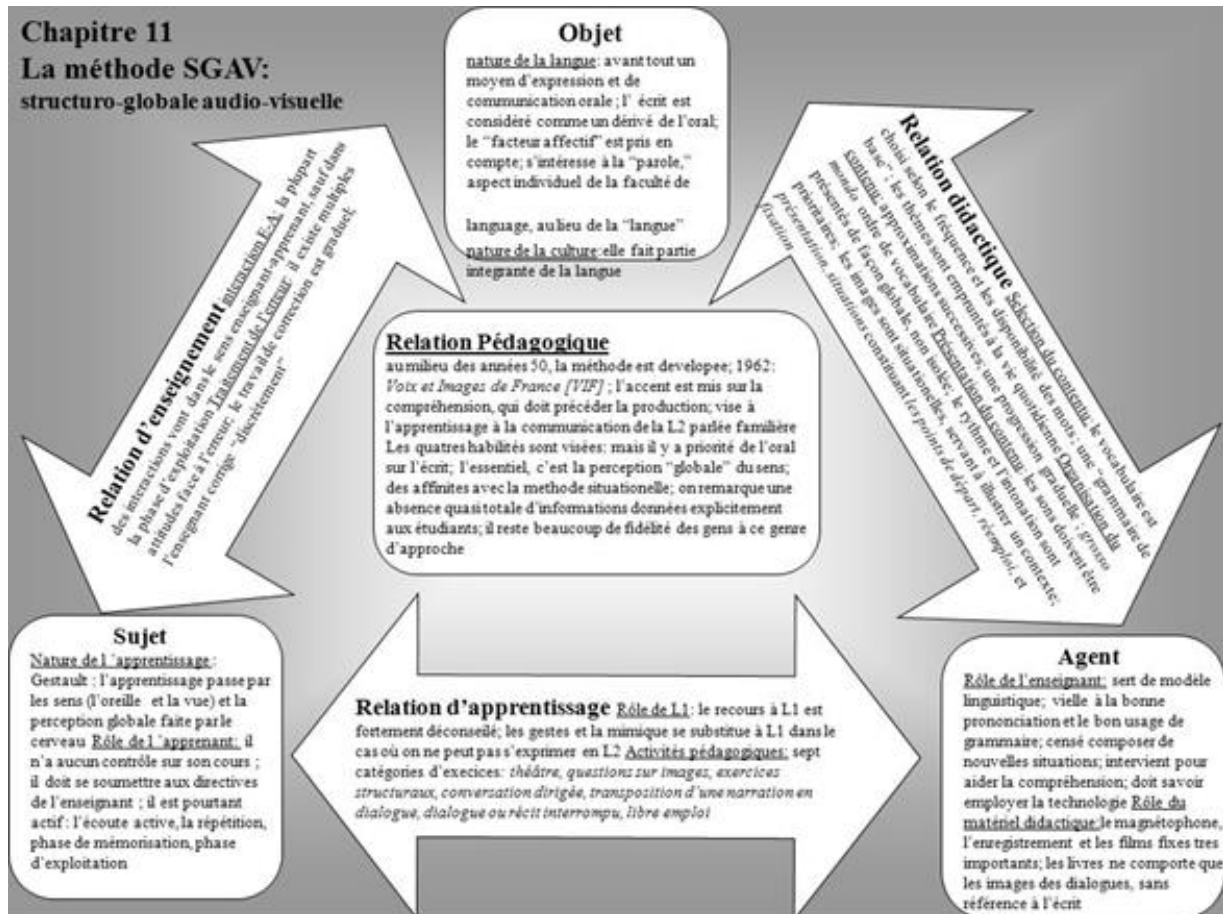 Chapitre 11
La méthode SGAV:
structuro-globale audio-visuelle
Objet
nature de la langue: avant tout un
moyen d'expression et de
communication orale; l' écrit est
considéré comme un dérivé de l'oral;
le "facteur affectif" est pris en
compte; s'intéresse à la "parole,"
aspect individuel de la faculté de
language, au lieu de la "langue"
nature de la culture:elle fait partie
integrante de la langue
Relation d'enseignement interaction E-A: la plupart
des interactions vont dans le sens enseignant-apprenant, sauf dans
la phase d'exploitation Traitement de l'erreur: il existe multiples
attitudes face à l'erreur; le travail de correction est graduel;
l'enseignant corrige "discrètement"
Relation didactique Selection du contenu: le vocabulaire est
choisi selon le fréquence et les disponibilité des mots; une "grammaire de
base"; les thèmes sont empruntés à la vie quotidienne Organisation du
contenu: approximations successives; une progression graduelle; grosso
mondo ordre de vocabulaire Présentation du contenu: les sons doivent être
présentés de façon globale, non isolée, le rythme et l'intonation sont
prioritaires; les images sont situationelles, servant à illustrer un contexte;
présentation, situations constituant les points de départ, réemploi, et
fixation
Relation Pédagogique
au milieu des années 50, la méthode est developee; 1962:
Voix et Images de France [VIF] ; l'accent est mis sur la
compréhension, qui doit précéder la production; vise à
l'apprentissage à la communication de la L2 parlée familière
Les quatres habilités sont visées: mais il y a priorité de l'oral
sur l'écrit; l'essentiel, c'est la perception "globale" du sens;
des affinites avec la methode situationelle; on remarque une
absence quasi totale d'informations données explicitement
aux étudiants; il reste beaucoup de fidélité des gens à ce genre
d'approche
Sujet
Nature de l 'apprentissage :
Gestault : l'apprentissage passe par
les sens (l'oreille et la vue) et la
perception globale faite par le
cerveau Rôle de l 'apprenant: il
n'a aucun contrôle sur son cours ;
il doit se soumettre aux directives
de l'enseignant ; il est pourtant
actif : l'écoute active, la répétition,
phase de mémorisation, phase
d'exploitation
Relation d'apprentissage Rôle de L1: le recours à L1 est
fortement déconseilé; les gestes et la mimique se substitue à L1 dans le
cas où on ne peut pas s'exprimer en L2 Activités pédagogiques: sept
catégories d'execices: théâtre, questions sur images, exercices
structuraux, conversation dirigée, transposition d'une narration en
dialogue, dialogue ou récit interrompu, libre emploi
Agent
Rôle de l'enseignant: sert de modèle
linguistique; vielle à la bonne
prononciation et le bon usage de
grammaire; censé composer de
nouvelles situations; intervient pour
aider la compréhension; doit savoir
employer la technologie Rôle du
matériel didactique:le magnétophone,
l'enregistrement et les films fixes tres
importants; les livres ne comporte que
les images des dialogues, sans
référence à l'écrit